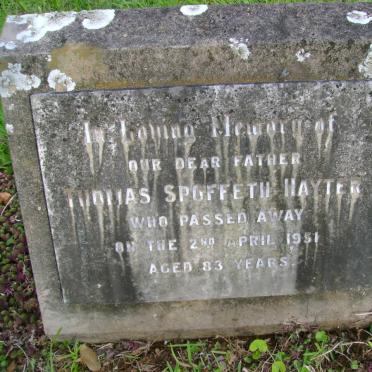 In Loving Memory of
OUR DEAR FATHER
THOMAS SPOFFETH HAYTER
WHO PASSED AWAY
ON THE 2ND APRIL 1951
AGED 83 YEARS.